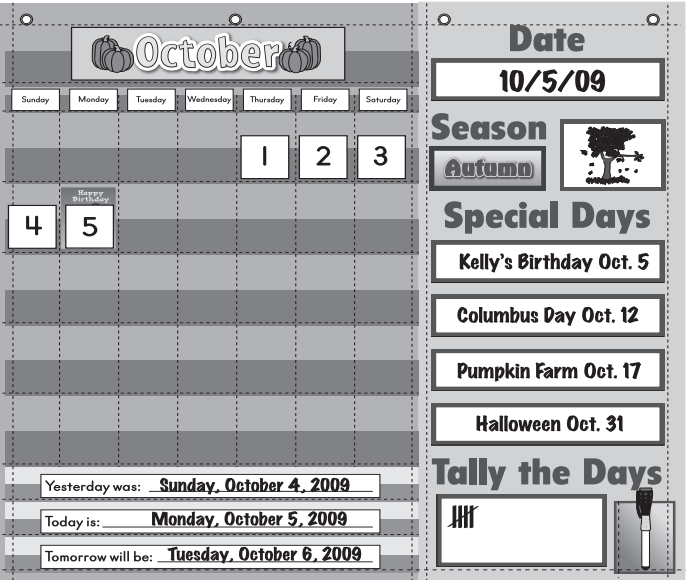 October
Sunday Monday Tuesday Wednesday Thursday Friday Saturday
1 2 3
Happy
Birthday
4 5
Yesterday was: Sunday, October 4, 2009
Today is: Monday, October 5, 2009
Tomorrow will be: Tuesday, October 6, 2009
Date
10/5/09
Season
Autumn
Special Days
Kelly's Birthday Oct. 5
Columbus Day Oct. 12
Pumpkin Farm Oct. 17
Halloween Oct. 31
Tally the Days